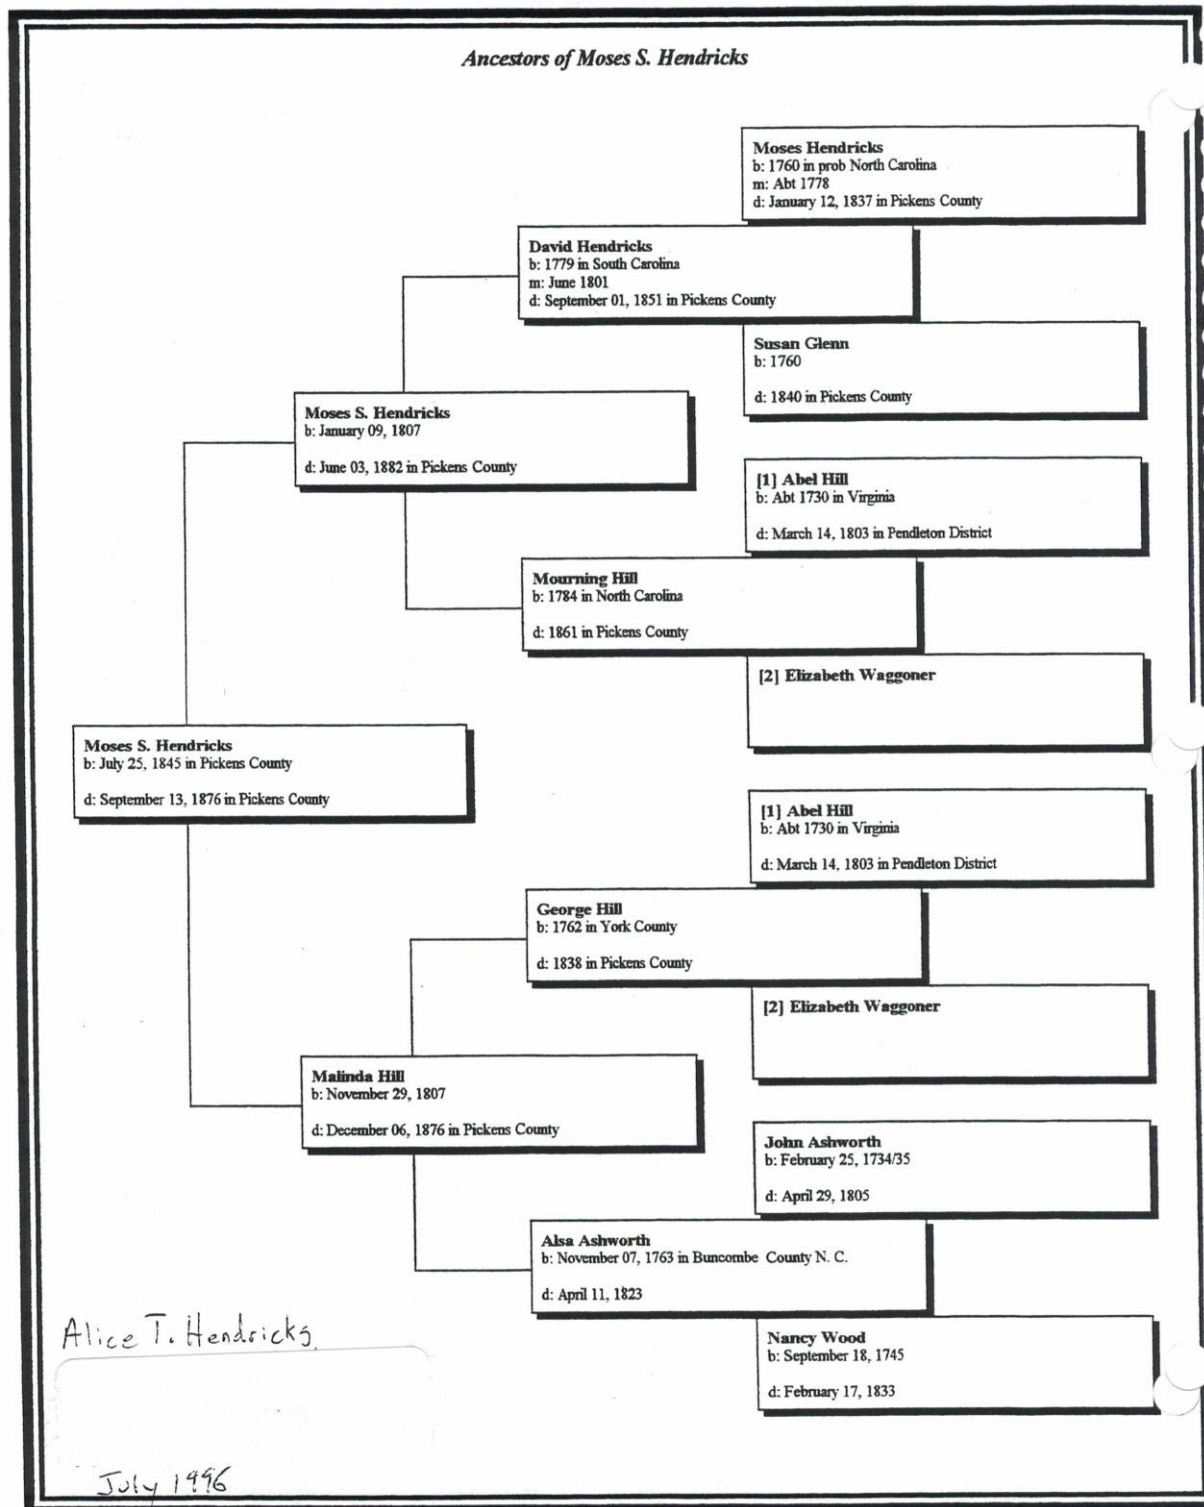 Ancestors of Moses S. Hendricks
Moses Hendricks
b: 1760 in prob North Carolina
m: Abt 1778
d: January 12, 1837 in Pickens County
David Hendricks
b: 1779 in South Carolina
m: June 1801
d: September 01, 1851 in Pickens County
Susan Glenn
b: 1760
d: 1840 in Pickens County
Moses S. Hendricks
b: January 09, 1807
d: June 03, 1882 in Pickens County
[1] Abel Hill
b: Abt 1730 in Virginia
d: March 14, 1803 in Pendleton District
Mourning Hill
b: 1784 in North Carolina
d: 1861 in Pickens County
[2] Elizabeth Waggoner
Moses S. Hendricks
b: July 25, 1845 in Pickens County
d: September 13, 1876 in Pickens County
[1] Abel Hill
b: Abt 1730 in Virginia
d: March 14, 1803 in Pendleton District
George Hill
b: 1762 in York County
d: 1838 in Pickens County
[2] Elizabeth Waggoner
Malinda Hill
b: November 29, 1807
d: December 06, 1876 in Pickens County
John Ashworth
b: February 25, 1734/35
d: April 29, 1805
Alsa Ashworth
b: November 07, 1763 in Buncombe County N. C.
d: April 11, 1823
Nancy Wood
b: September 18, 1745
d: February 17, 1833
Alice T. Hendricks
July 1996